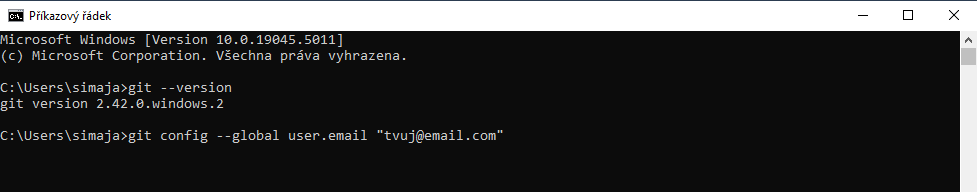 Příkazový řádek
Microsoft Windows [Version 10.0.19045.5011]
(c) Microsoft Corporation. Všechna práva vyhrazena.
C:\Users\simaja>git --version
git version 2.42.0.windows.2
C:\Users\simaja>git config --global user.email "tvuj@email.com"